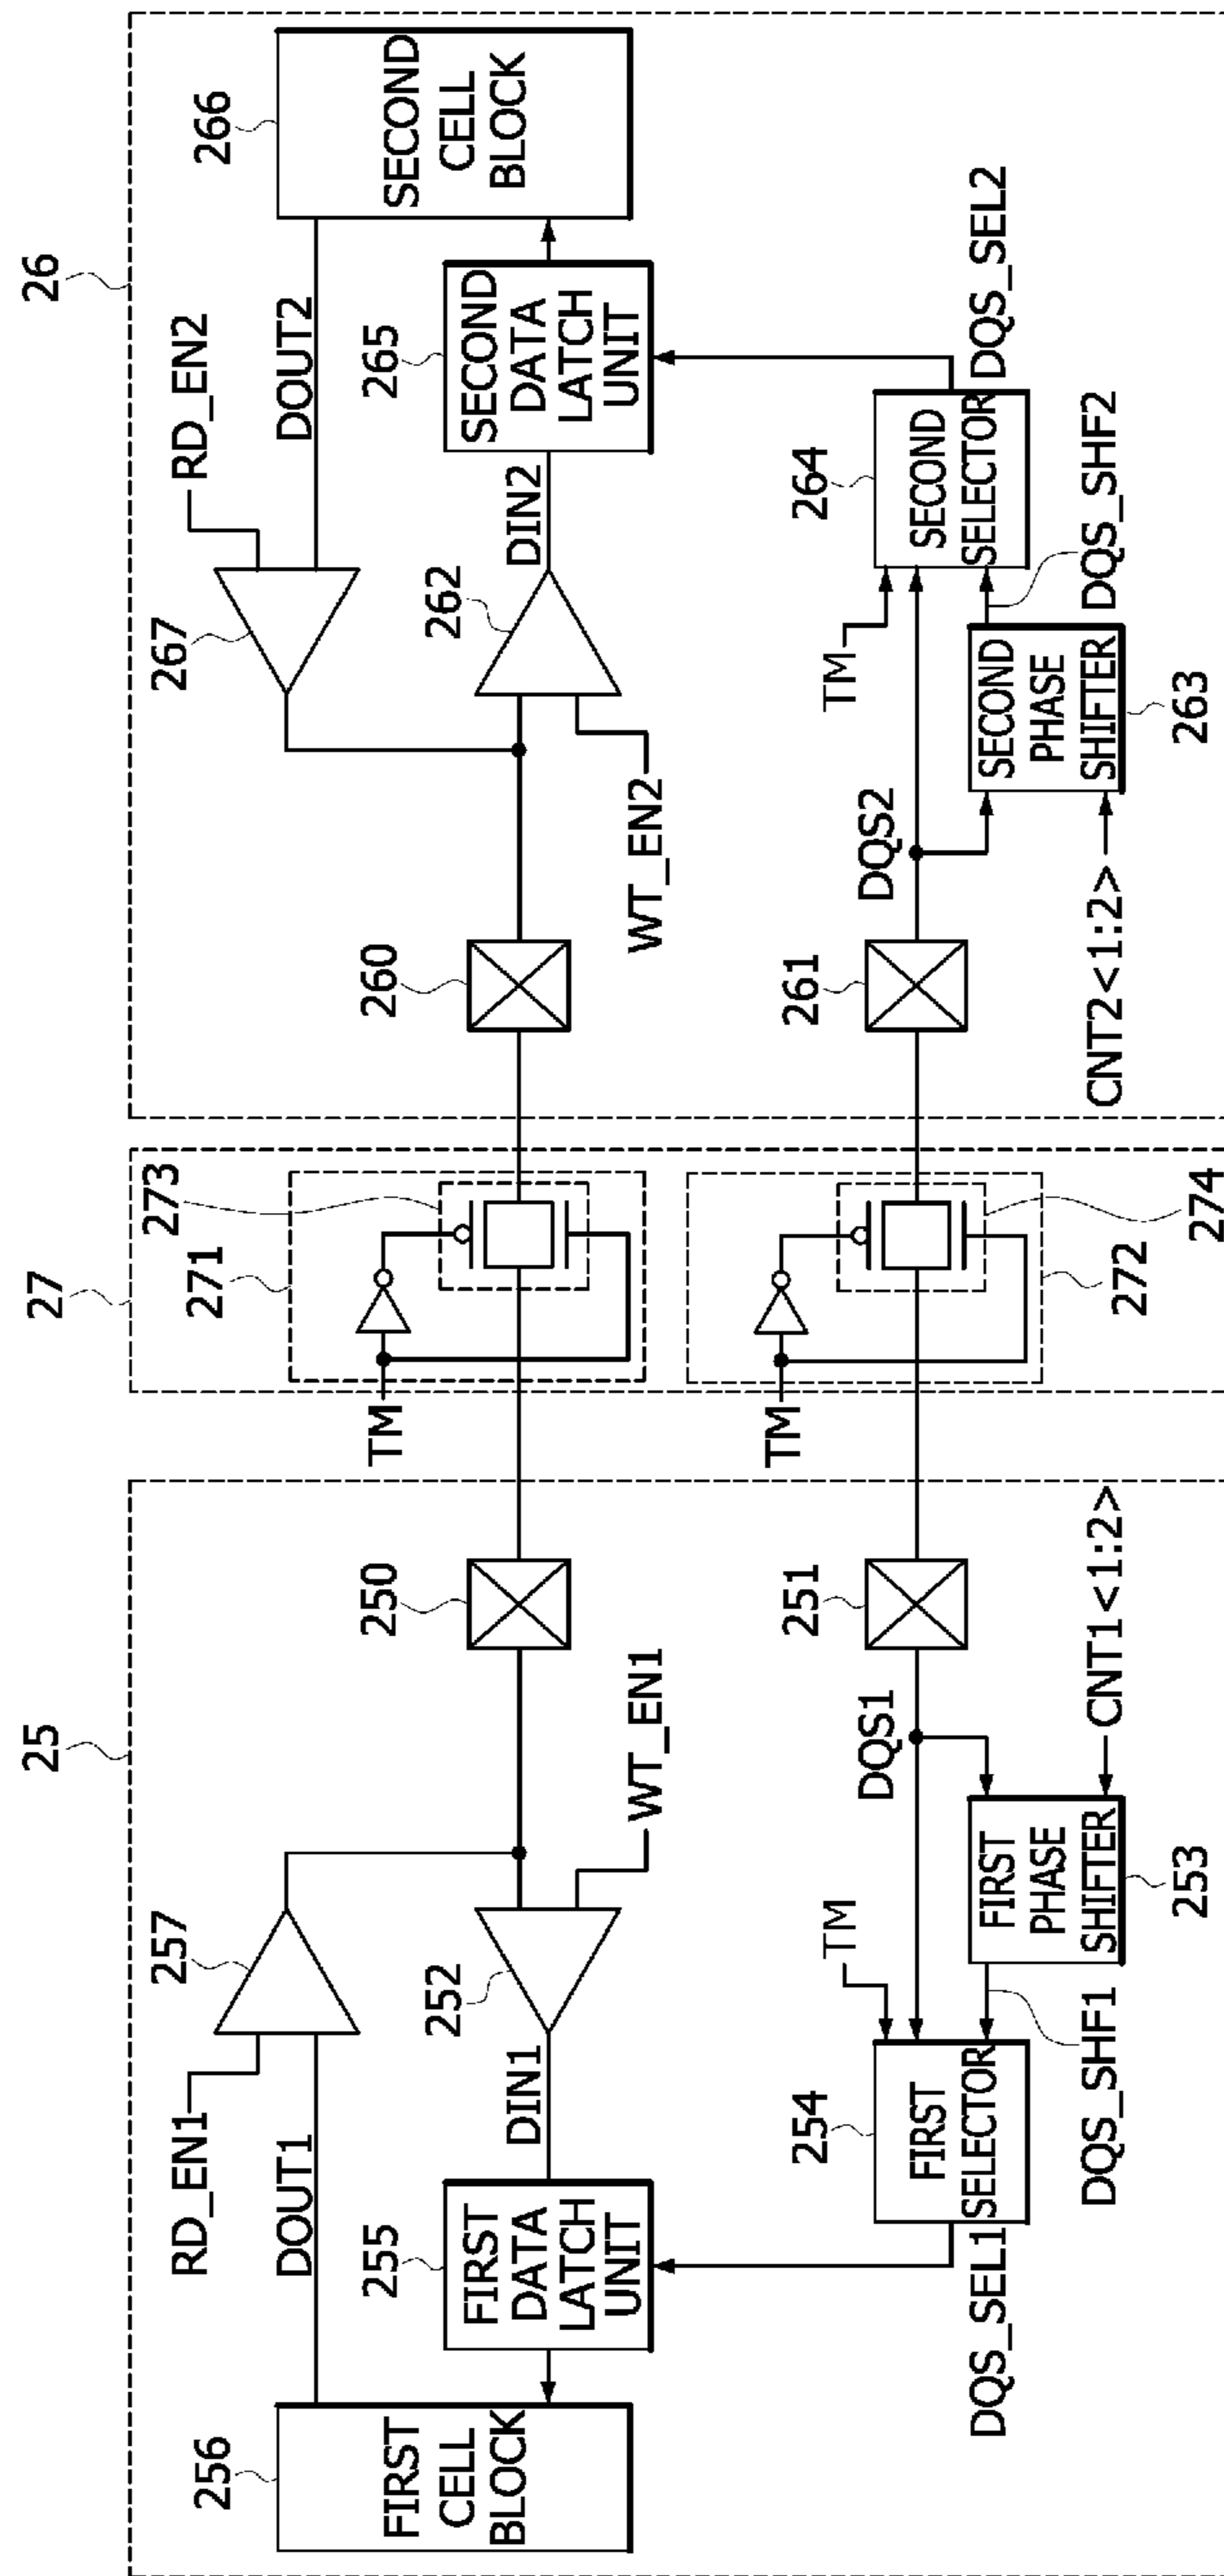 25
27
26
256
FIRST
CELL
BLOCK
RD_EN1
DOUT1
257
255
FIRST
DATA
LATCH
UNIT
DIN1
252
WT_EN1
250
TM
271
273
260
WT_EN2
262
DIN2
267
RD_EN2
DOUT2
265
SECOND
DATA
LATCH
UNIT
266
SECOND
CELL
BLOCK
DQS_SEL1
254
FIRST
SELECTOR
DQS_SHF1
TM
FIRST
PHASE
SHIFTER
253
DQS1
CNT1<1:2>
251
TM
272
274
261
DQS2
CNT2<1:2>
SECOND
PHASE
SHIFTER
263
TM
264
SECOND
SELECTOR
DQS_SHF2
DQS_SEL2